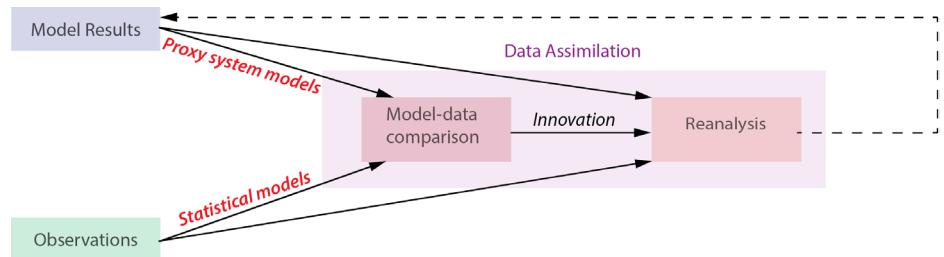 Model Results
Proxy system models
Data Assimilation
Model-data
comparison
Innovation
Reanalysis
Statistical models
Observations